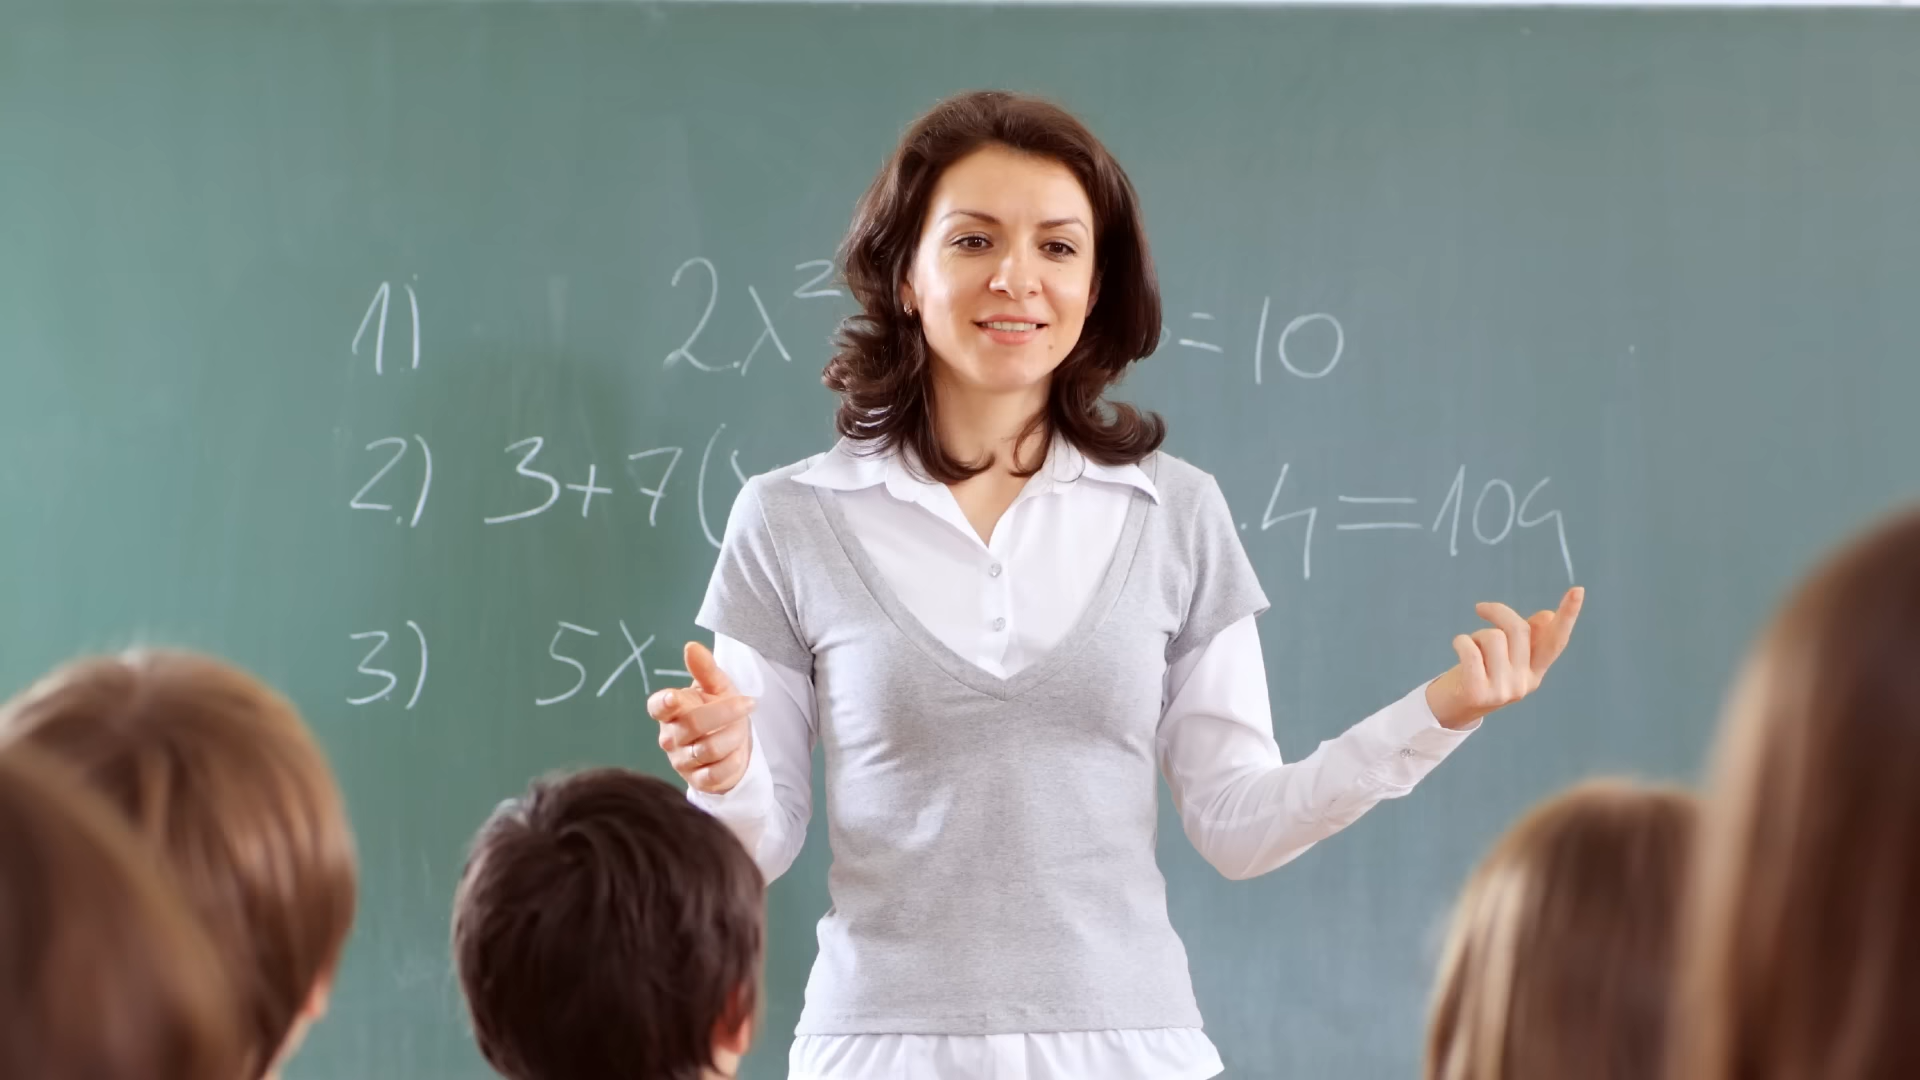 1) 2x² = 10
2.) 3+7( .4=109
3.) 5x-